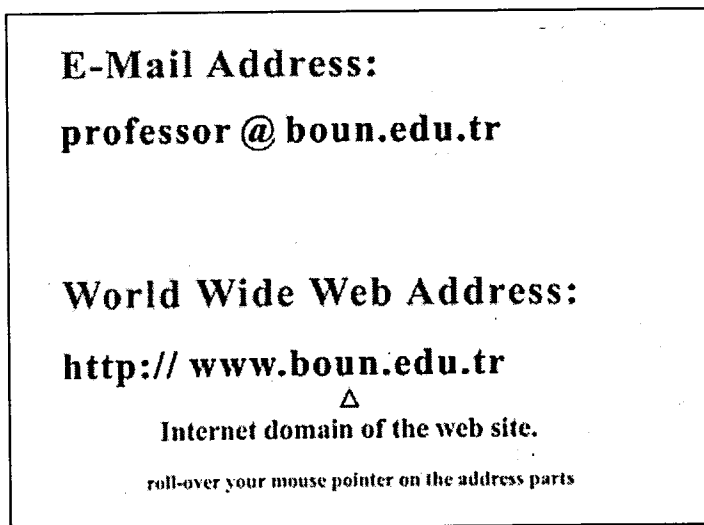 E-Mail Address:
professor @ boun.edu.tr
World Wide Web Address:
http:// www.boun.edu.tr
Δ
Internet domain of the web site.
roll-over your mouse pointer on the address parts